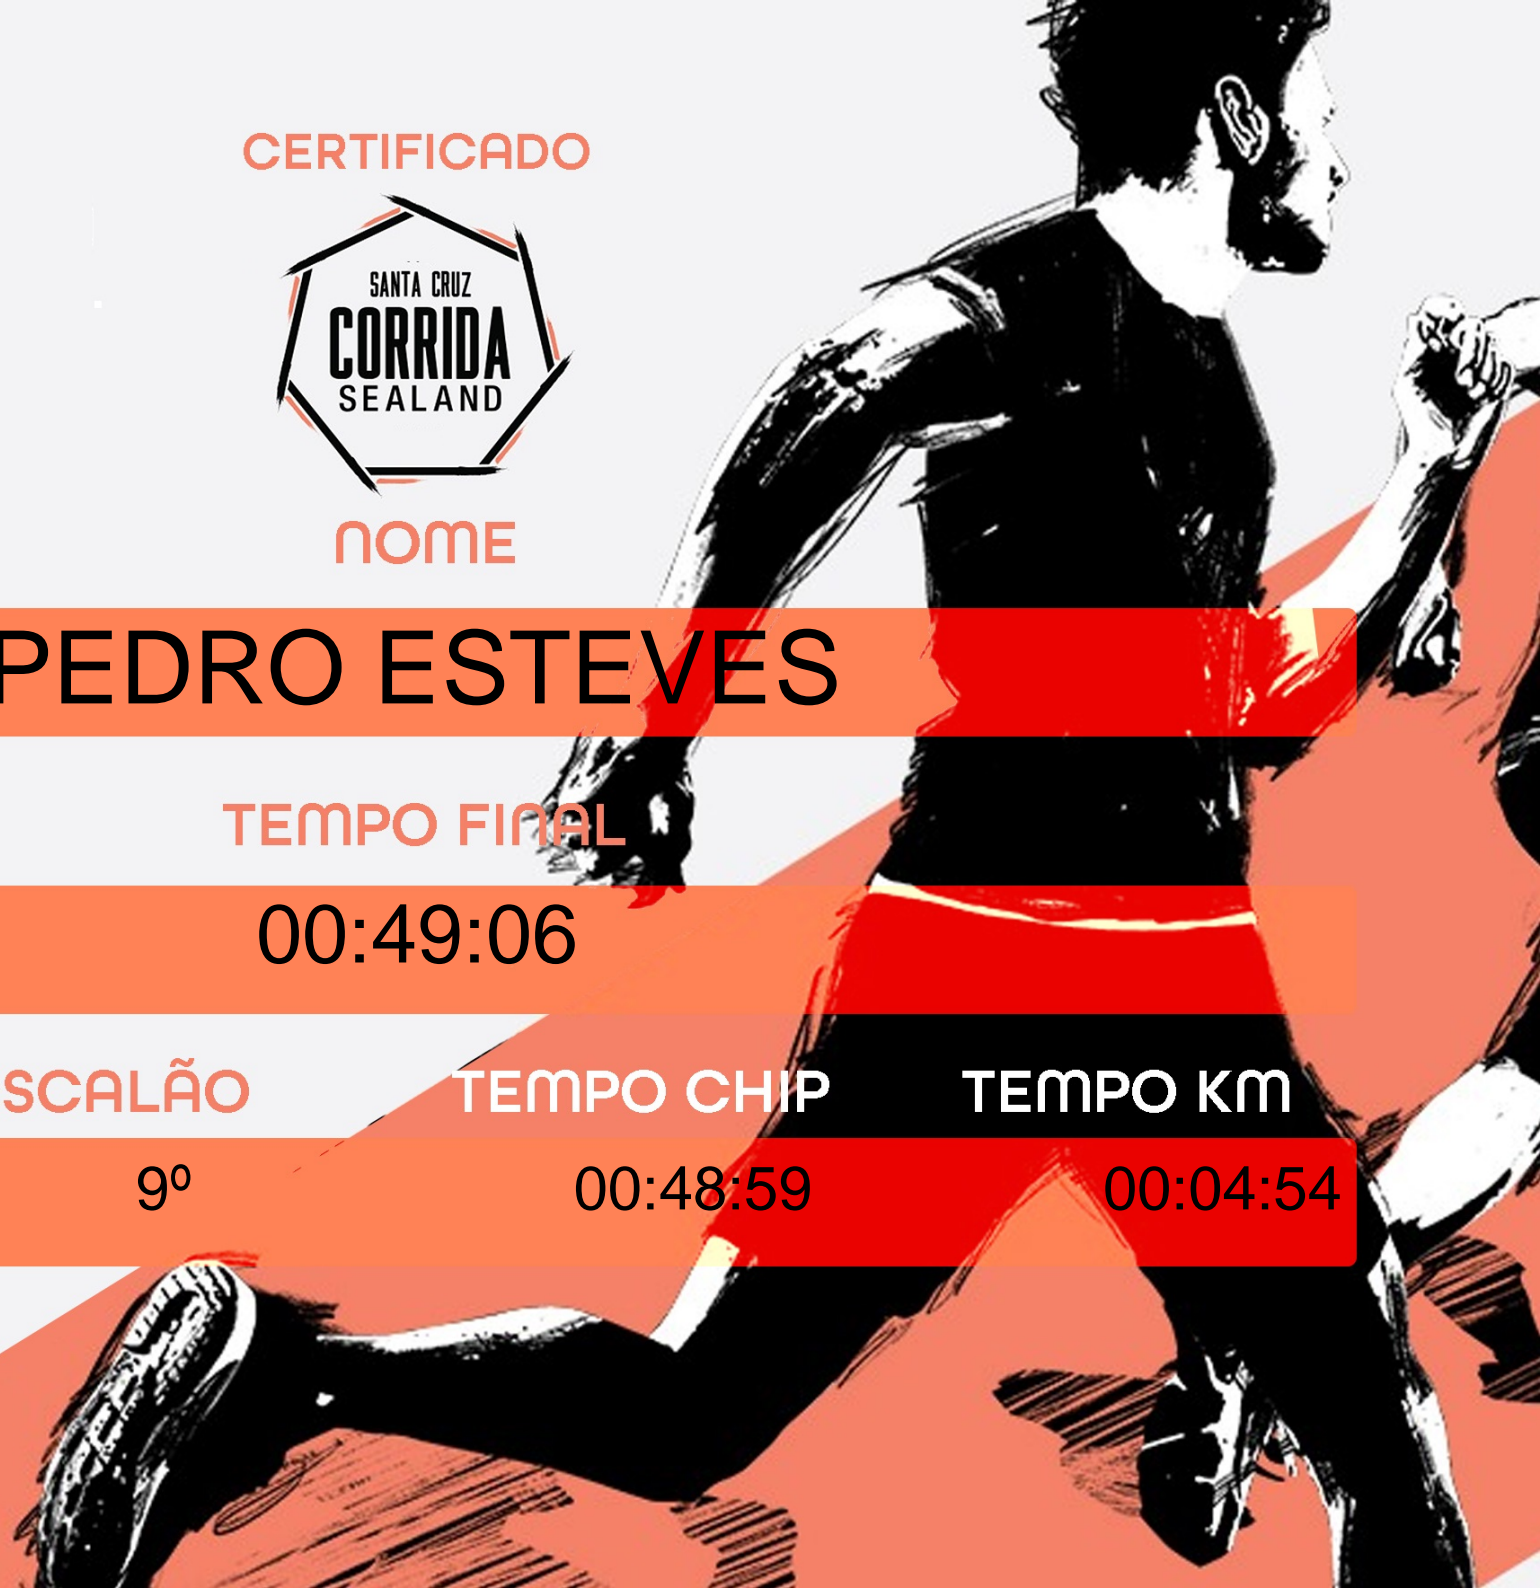 CERTIFICADO
SANTA CRUZ
CORRIDA
SEALAND
NOME
PEDRO ESTEVES
TEMPO FINAL
00:49:06
SCALÃO TEMPO CHIP TEMPO KM
9º 00:48:59 00:04:54